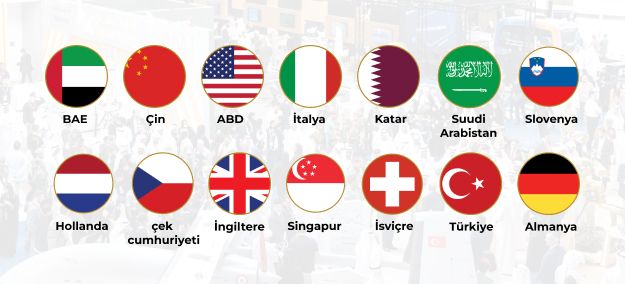 BAE
Çin
ABD
İtalya
Katar
Suudi
Arabistan
Slovenya
Hollanda
çek
cumhuriyeti
İngiltere
Singapur
İsviçre
Türkiye
Almanya